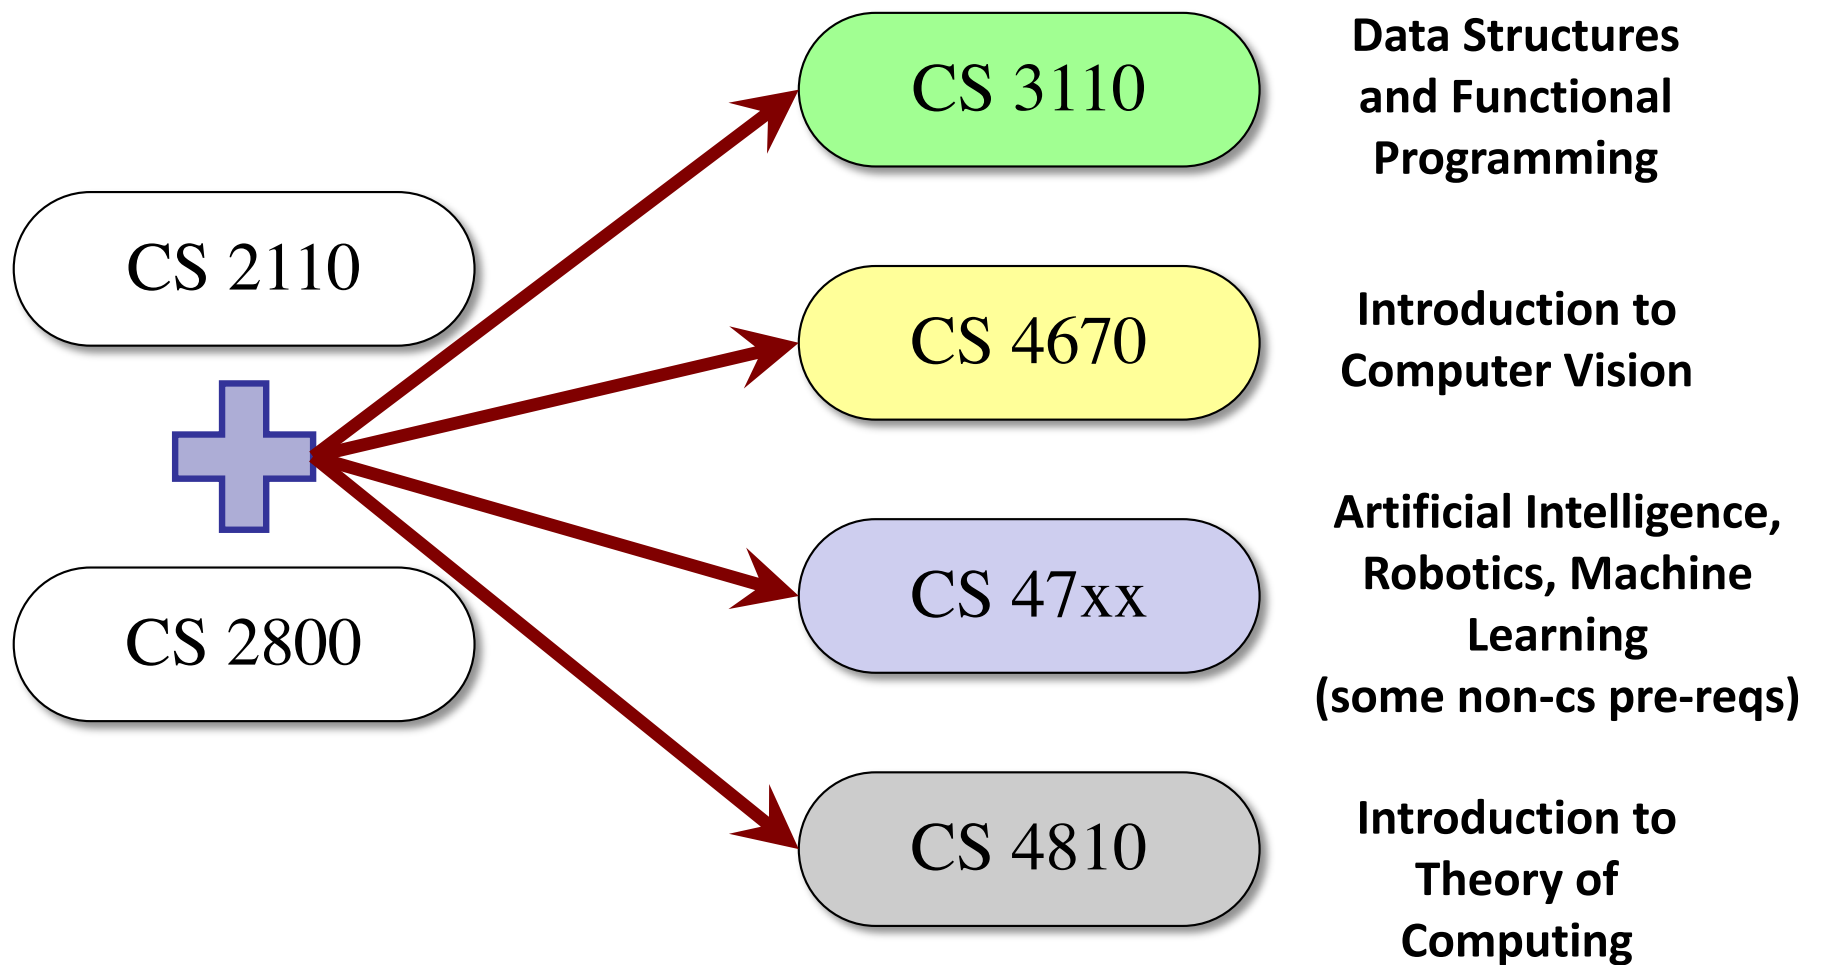 CS 2110
CS 2800
CS 3110
Data Structures
and Functional
Programming
CS 4670
Introduction to
Computer Vision
CS 47xx
Artificial Intelligence,
Robotics, Machine
Learning
(some non-cs pre-reqs)
CS 4810
Introduction to
Theory of
Computing